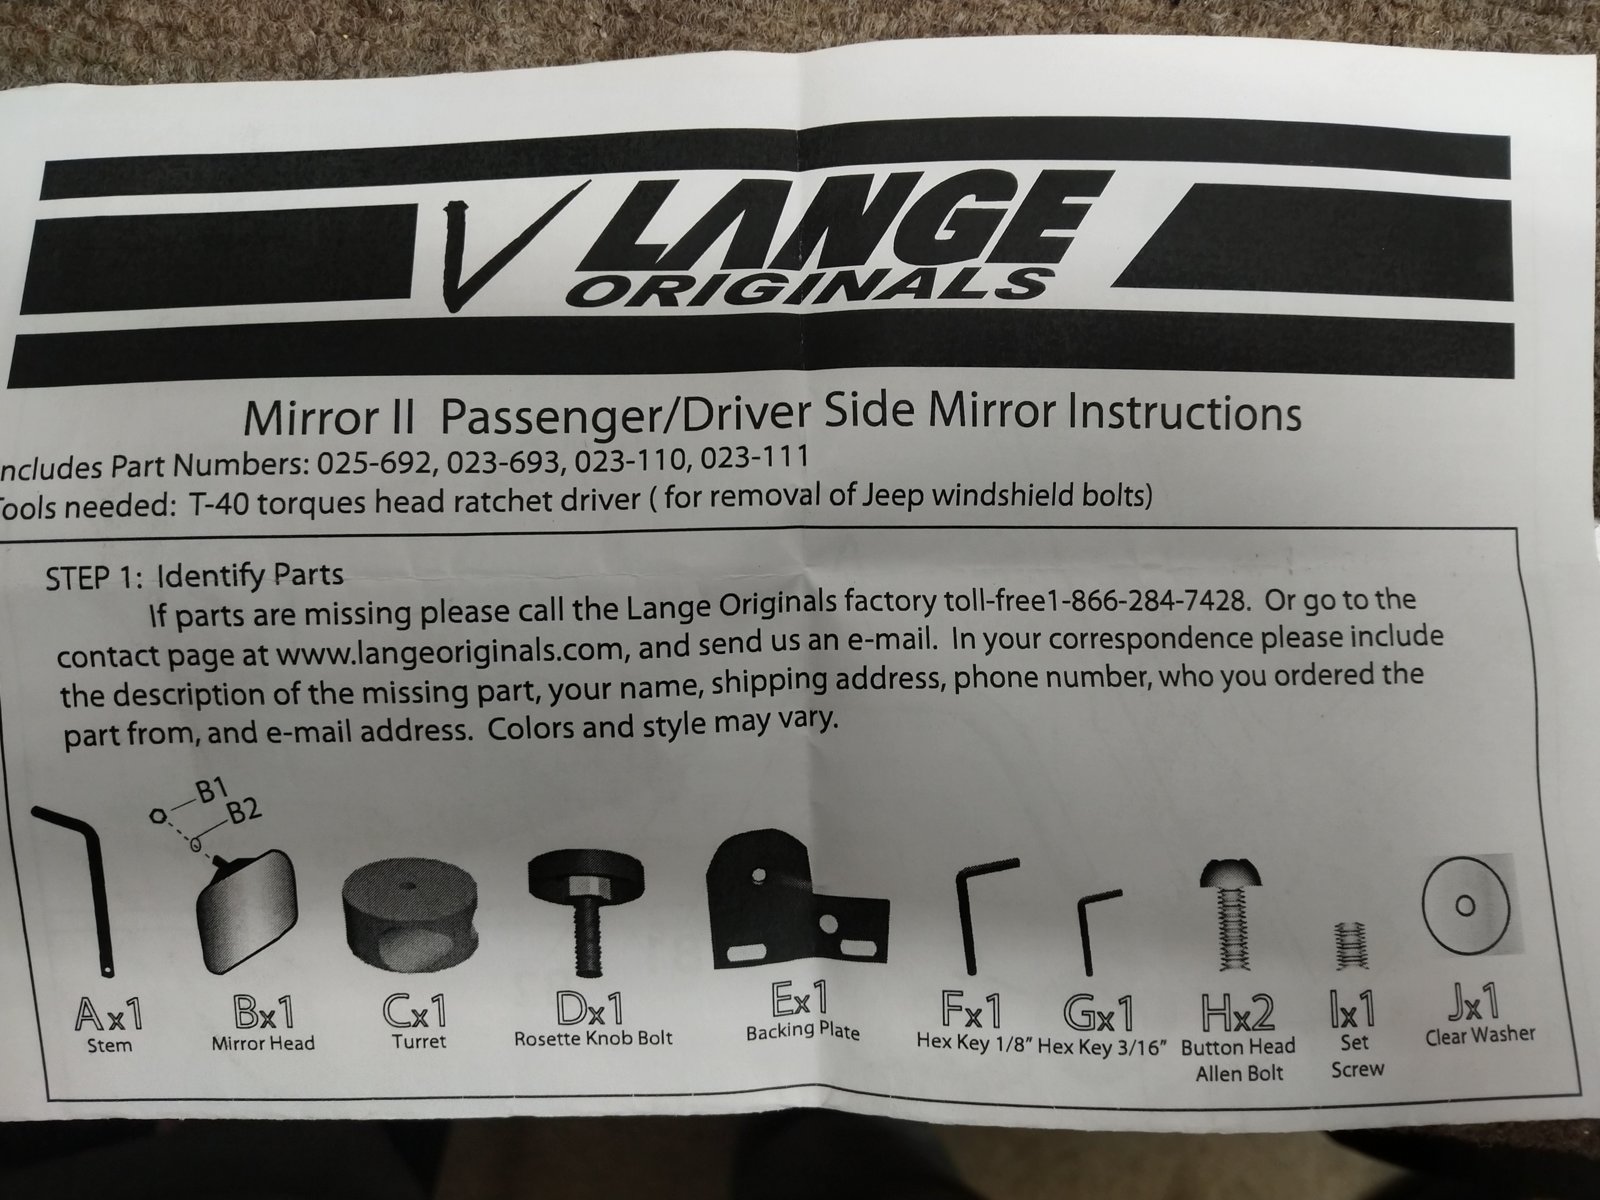 LANGE
ORIGINALS
Mirror II Passenger/Driver Side Mirror Instructions
ncludes Part Numbers: 025-692, 023-693, 023-110, 023-111
ools needed: T-40 torques head ratchet driver ( for removal of Jeep windshield bolts)
STEP 1: Identify Parts
If parts are missing please call the Lange Originals factory toll-free1-866-284-7428. Or go to the
contact page at www.langeoriginals.com, and send us an e-mail. In your correspondence please include
the description of the missing part, your name, shipping address, phone number, who you ordered the
part from, and e-mail address. Colors and style may vary.
B1
B2
Ax1
Stem
Bx1
Mirror Head
Cx1
Turret
Dx1
Rosette Knob Bolt
Ex1
Backing Plate
Fx1
Hex Key 1/8"
Gx1
Hex Key 3/16"
Hx2
Button Head
Allen Bolt
Ix1
Set
Screw
Jx1
Clear Washer